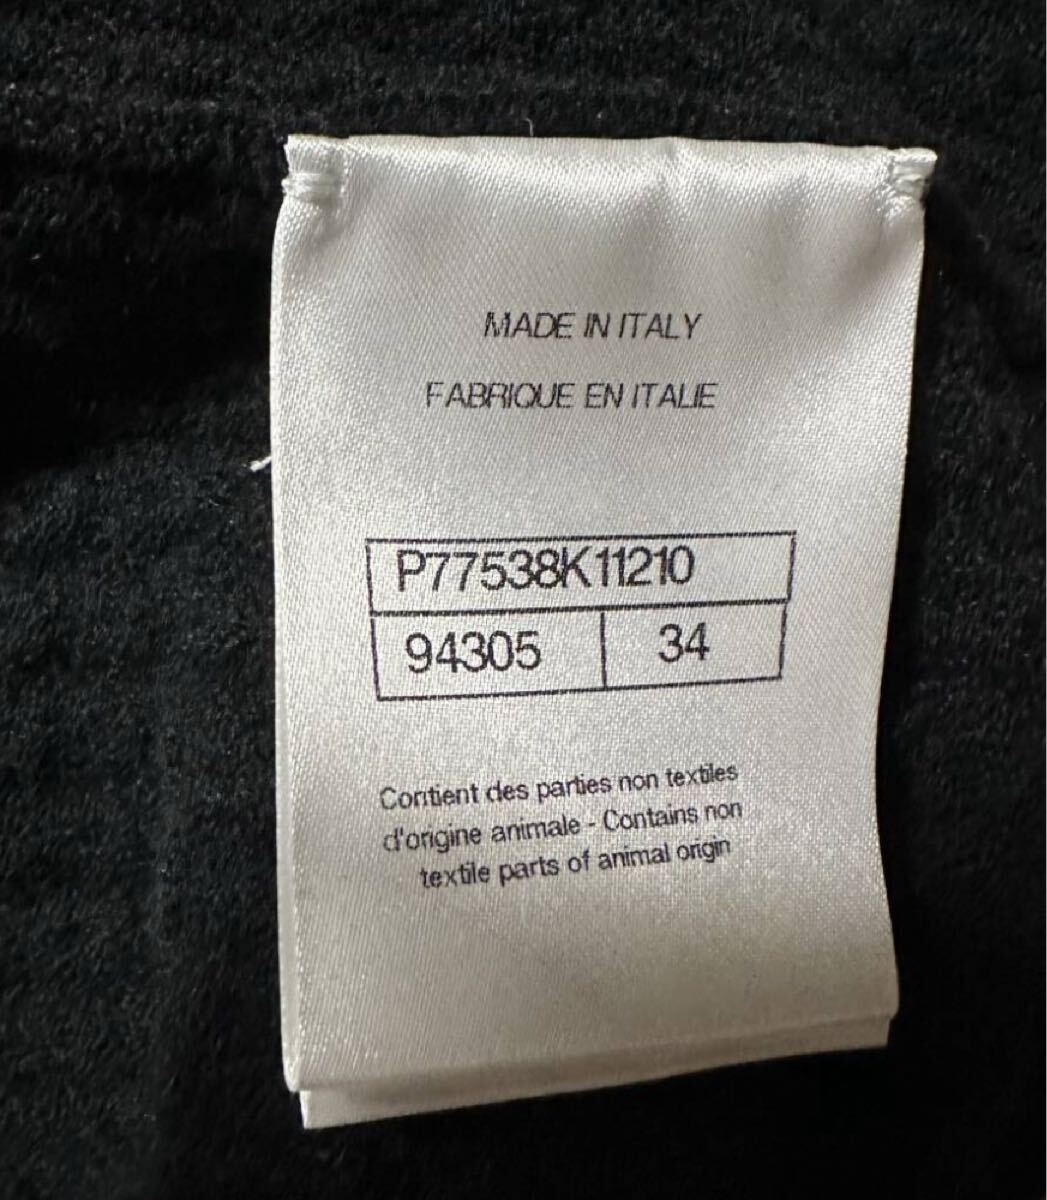 MADE IN ITALY
FABRIQUE EN ITALIE
P77538K11210
94305 34
Contient des parties non textiles
d'origine animale - Contains non
textile parts of animal origin